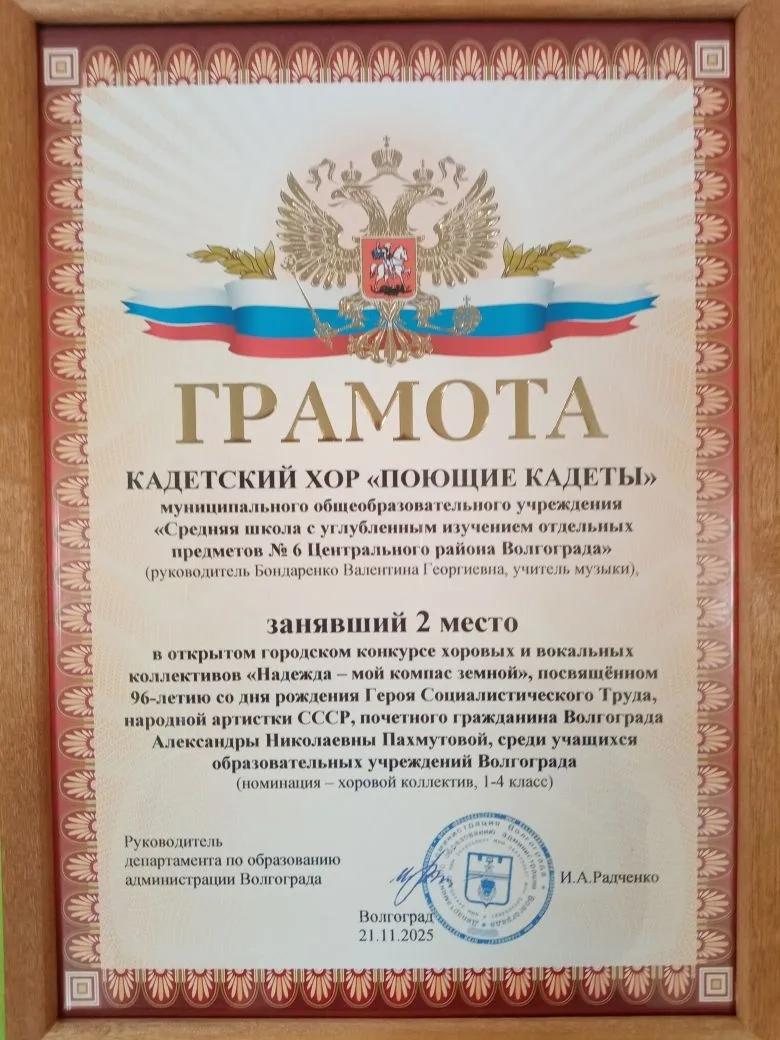 ГРАМОТА
КАДЕТСКИЙ ХОР «ПОЮЩИЕ КАДЕТЫ»
муниципального общеобразовательного учреждения
«Средняя школа с углубленным изучением отдельных
предметов № 6 Центрального района Волгограда»
(руководитель Бондаренко Валентина Георгиевна, учитель музыки),
занявший 2 место
в открытом городском конкурсе хоровых и вокальных
коллективов «Надежда – мой компас земной», посвящённом
96-летию со дня рождения Героя Социалистического Труда,
народной артистки СССР, почетного гражданина Волгограда
Александры Николаевны Пахмутовой, среди учащихся
образовательных учреждений Волгограда
(номинация – хоровой коллектив, 1-4 класс)
Руководитель
департамента по образованию
администрации Волгограда
И.А.Радченко
Волгоград
21.11.2025